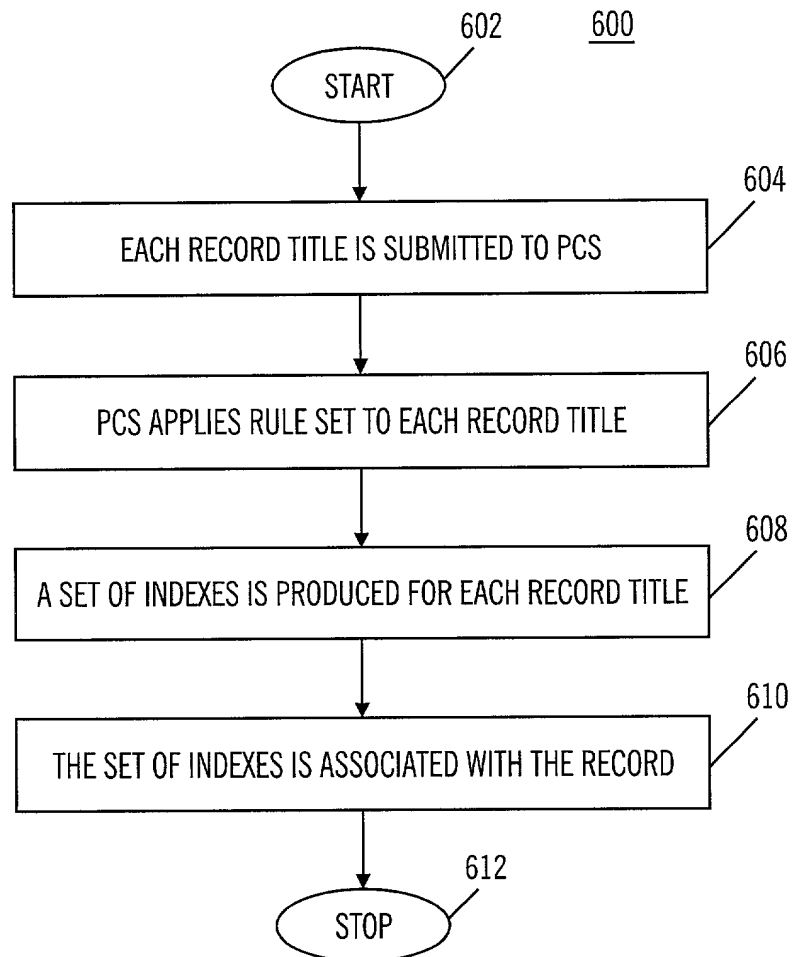 602
600
START
604
EACH RECORD TITLE IS SUBMITTED TO PCS
606
PCS APPLIES RULE SET TO EACH RECORD TITLE
608
A SET OF INDEXES IS PRODUCED FOR EACH RECORD TITLE
610
THE SET OF INDEXES IS ASSOCIATED WITH THE RECORD
612
STOP